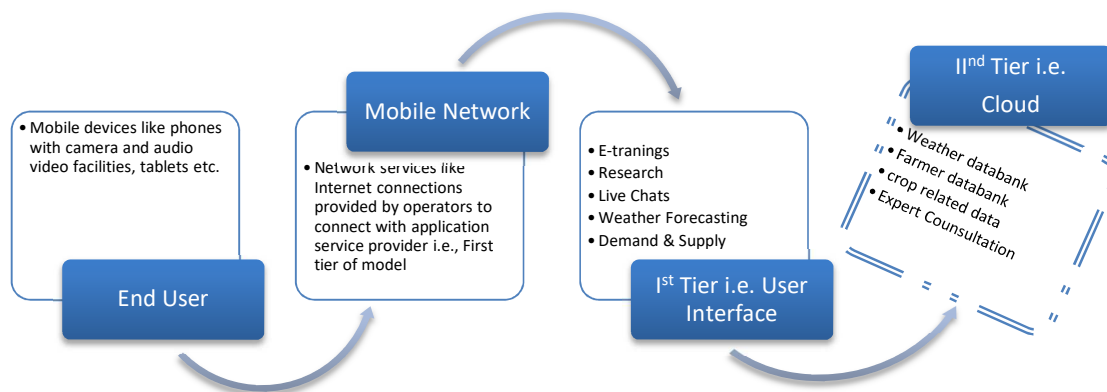 • Mobile devices like phones
with camera and audio
video facilities, tablets etc.
End User
Mobile Network
• Network services like
Internet connections
provided by operators to
connect with application
service provider i.e., First
tier of model
• E-tranings
• Research
• Live Chats
• Weather Forecasting
• Demand & Supply
Iˢᵗ Tier i.e. User
Interface
IIⁿᵈ Tier i.e.
Cloud
• Weather databank
• Farmer databank
• crop related data
• Expert Counsultation